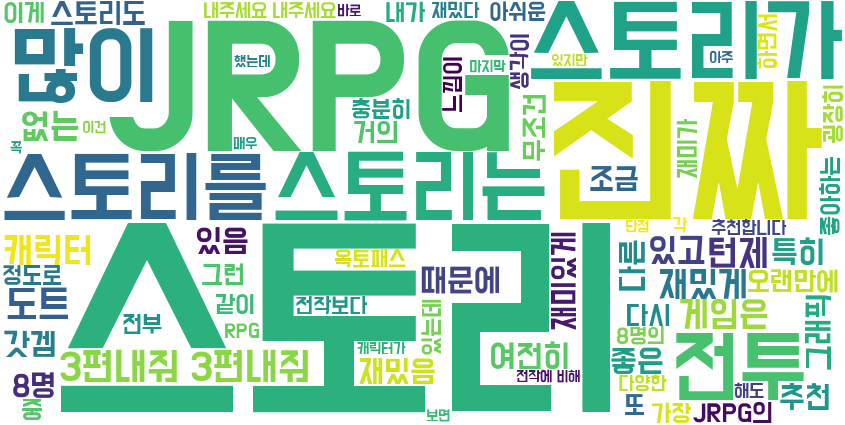 이게 스토리도 내주세요 내주세요 바로 내가 재밌다 아쉬운 스토리가 하면서
많이 JRPG 했는데 느낌이 마지막 생각이 있지만 아주
없는 이건 충분히 무조건 진짜 재미가 굉장히
꼭 매우 거의
스토리를 스토리는 조금 좋아하는
캐릭터 있음 스토리 재미있게 다른 단점 각 추천합니다
정도로 그런 옥토패스 때문에 있고 턴제 특히
도트 같이 전작보다 있는데 재밌게 오랜만에
갓겜 전부 RPG 다시 게임은 그래픽
3편내줘 3편내줘 캐릭터가 여전히 8명의 전투
8명 재밌음 전작에 비해 좋은 다양한 해도 추천
중 보면 또 가장 JRPG의